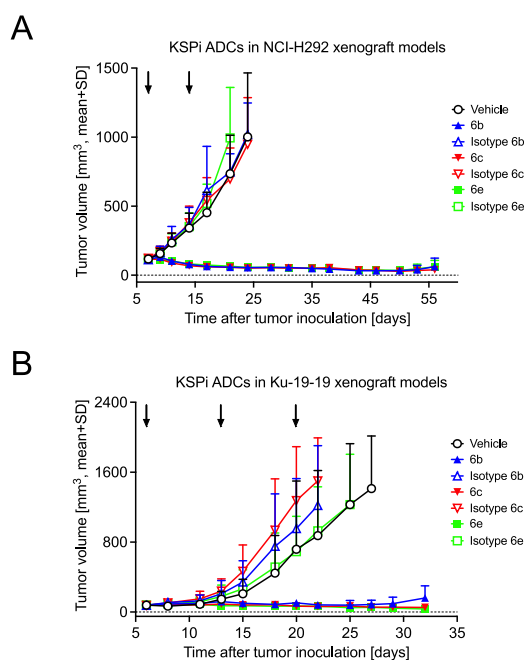 A
KSPi ADCs in NCI-H292 xenograft models
Tumor volume [mm³, mean+SD]
1000
500
0
5 15 25 35 45 55
Time after tumor inoculation [days]
Vehicle
6b
Isotype 6b
6c
Isotype 6c
6e
Isotype 6e
B
KSPi ADCs in Ku-19-19 xenograft models
Tumor volume [mm³, mean+SD]
2400
1600
800
0
5 10 15 20 25 30 35
Time after tumor inoculation [days]
Vehicle
6b
Isotype 6b
6c
Isotype 6c
6e
Isotype 6e